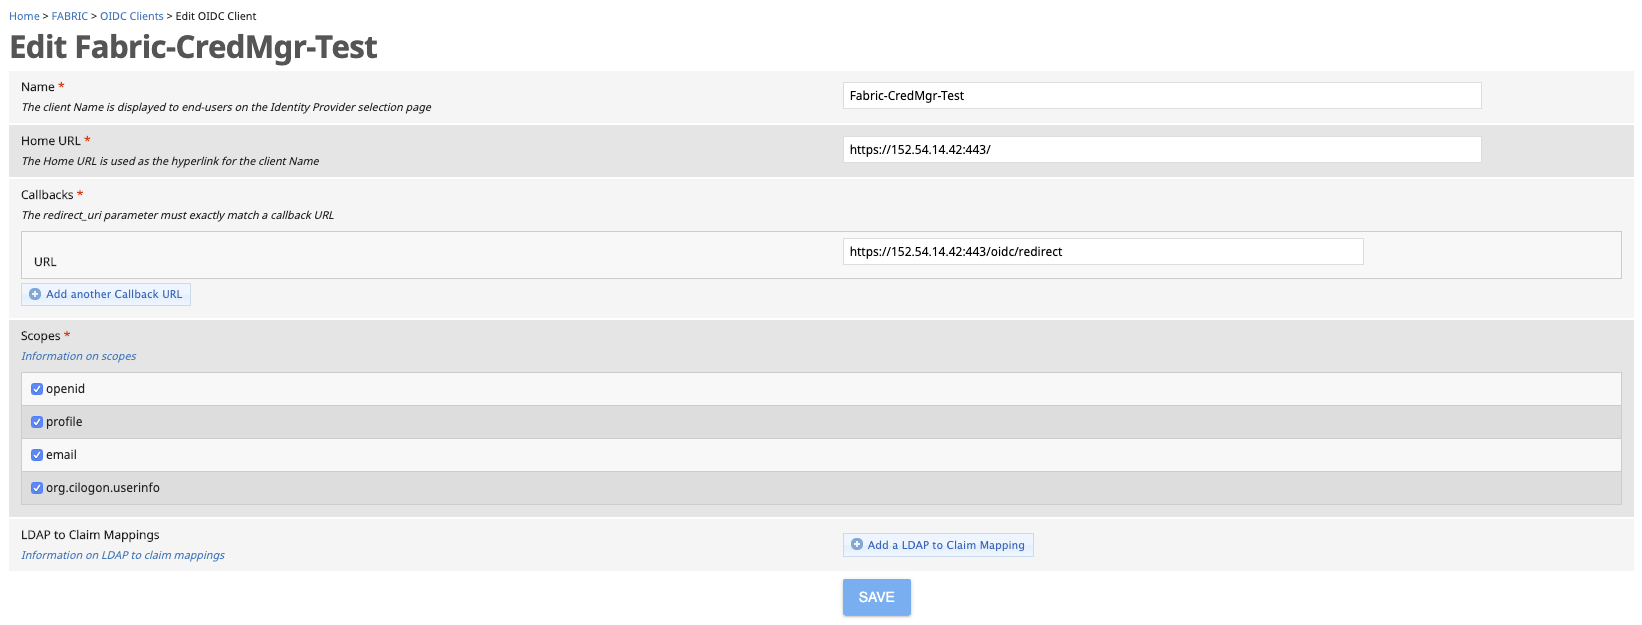 Home > FABRIC > OIDC Clients > Edit OIDC Client
Edit Fabric-CredMgr-Test
Name *
The client Name is displayed to end-users on the Identity Provider selection page
Fabric-CredMgr-Test
Home URL *
The Home URL is used as the hyperlink for the client Name
https://152.54.14.42:443/
Callbacks *
The redirect_uri parameter must exactly match a callback URL
URL
https://152.54.14.42:443/oidc/redirect
Add another Callback URL
Scopes *
Information on scopes
openid
profile
email
org.cilogon.userinfo
LDAP to Claim Mappings
Information on LDAP to claim mappings
Add a LDAP to Claim Mapping
SAVE